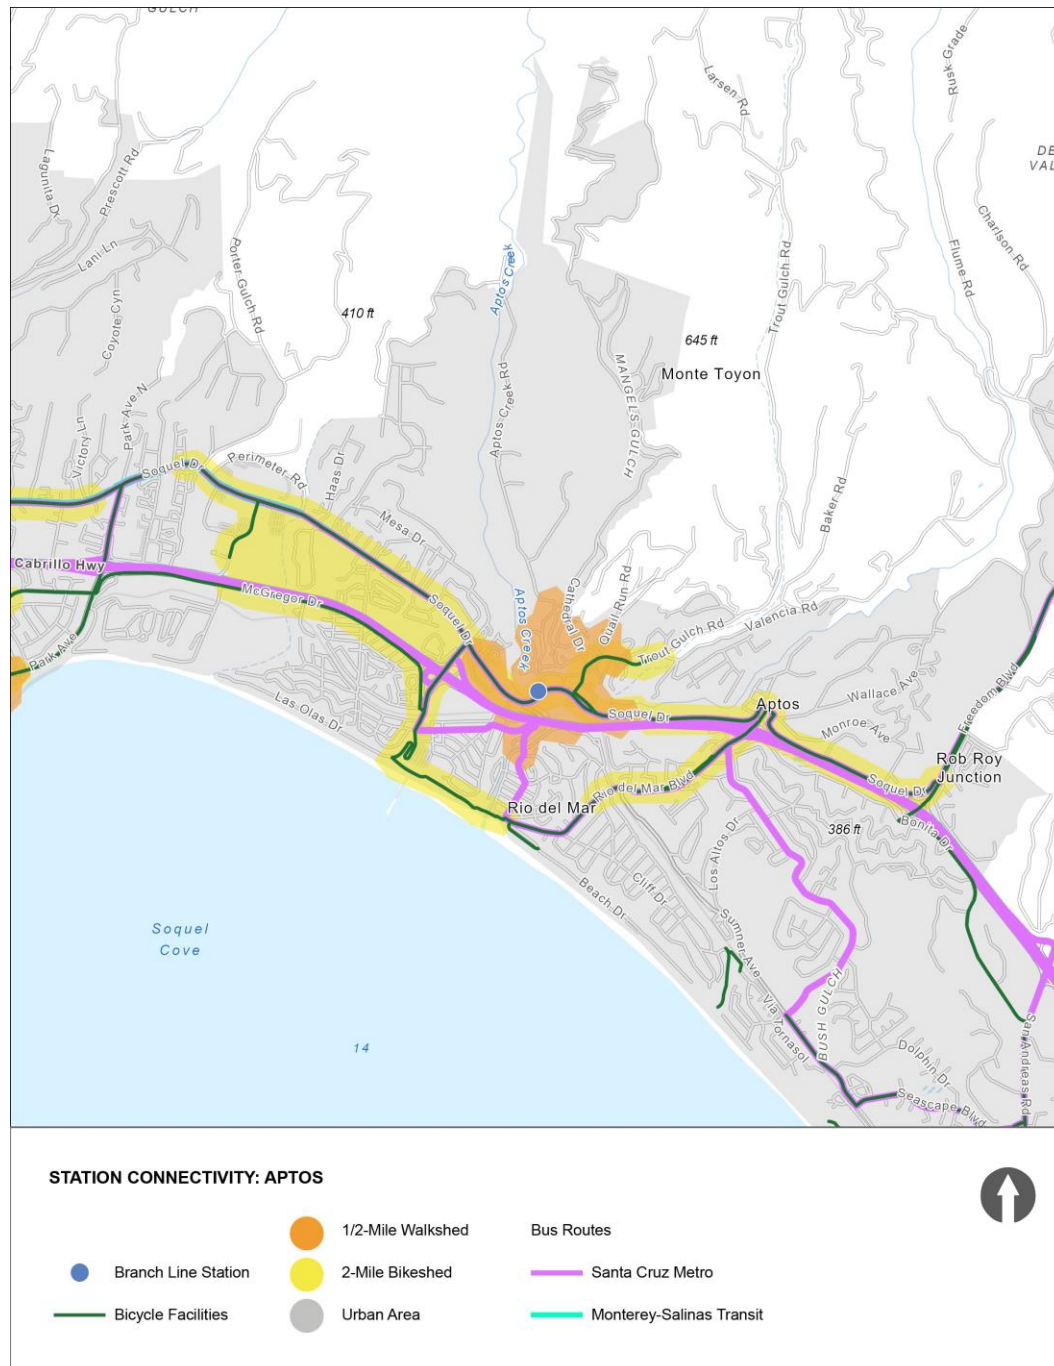 GULCH
Larsen Rd
Rnsk Grade
DE
VAL
Lagunita D
Prescott Rd
Charlson Rd
Lani Ln
Porter Gulch Rd
Aptos Creek
Trout Gulch Rd
Flume Rd
Coyote Cyn
410 ft
645 ft
Monte Toyon
MANGELS GULCH
Aptos Creek Rd
Park Ave N
Victory Ln
Soquel Dr
Perimeter Rd
Haas Dr
Mesa Dr
Baker Rd
Cabrillo Hwy
McGregor Dr
Soquel Dr
Aptos Creek
Cathedral Dr
Quail Run Rd
Trout Gulch Rd
Valencia Rd
Park Ave
Las Olas Dr
Soquel Dr
Aptos
Wallace Ave
Monroe Ave
Freedom Blvd
Rob Roy
Junction
Soquel Dr
Rio del Mar Blvd
Rio del Mar
386 ft
Bonita Dr
Los Altos Dr
Cliff Dr
Beach Dr
Sumner Ave
Soquel
Cove
BUSH GULCH
Via Tornasol
14
Dolphin Dr
San Andreas Rd
Seascape Blvd
STATION CONNECTIVITY: APTOS
1/2-Mile Walkshed
Bus Routes
Branch Line Station
2-Mile Bikeshed
Santa Cruz Metro
Bicycle Facilities
Urban Area
Monterey-Salinas Transit